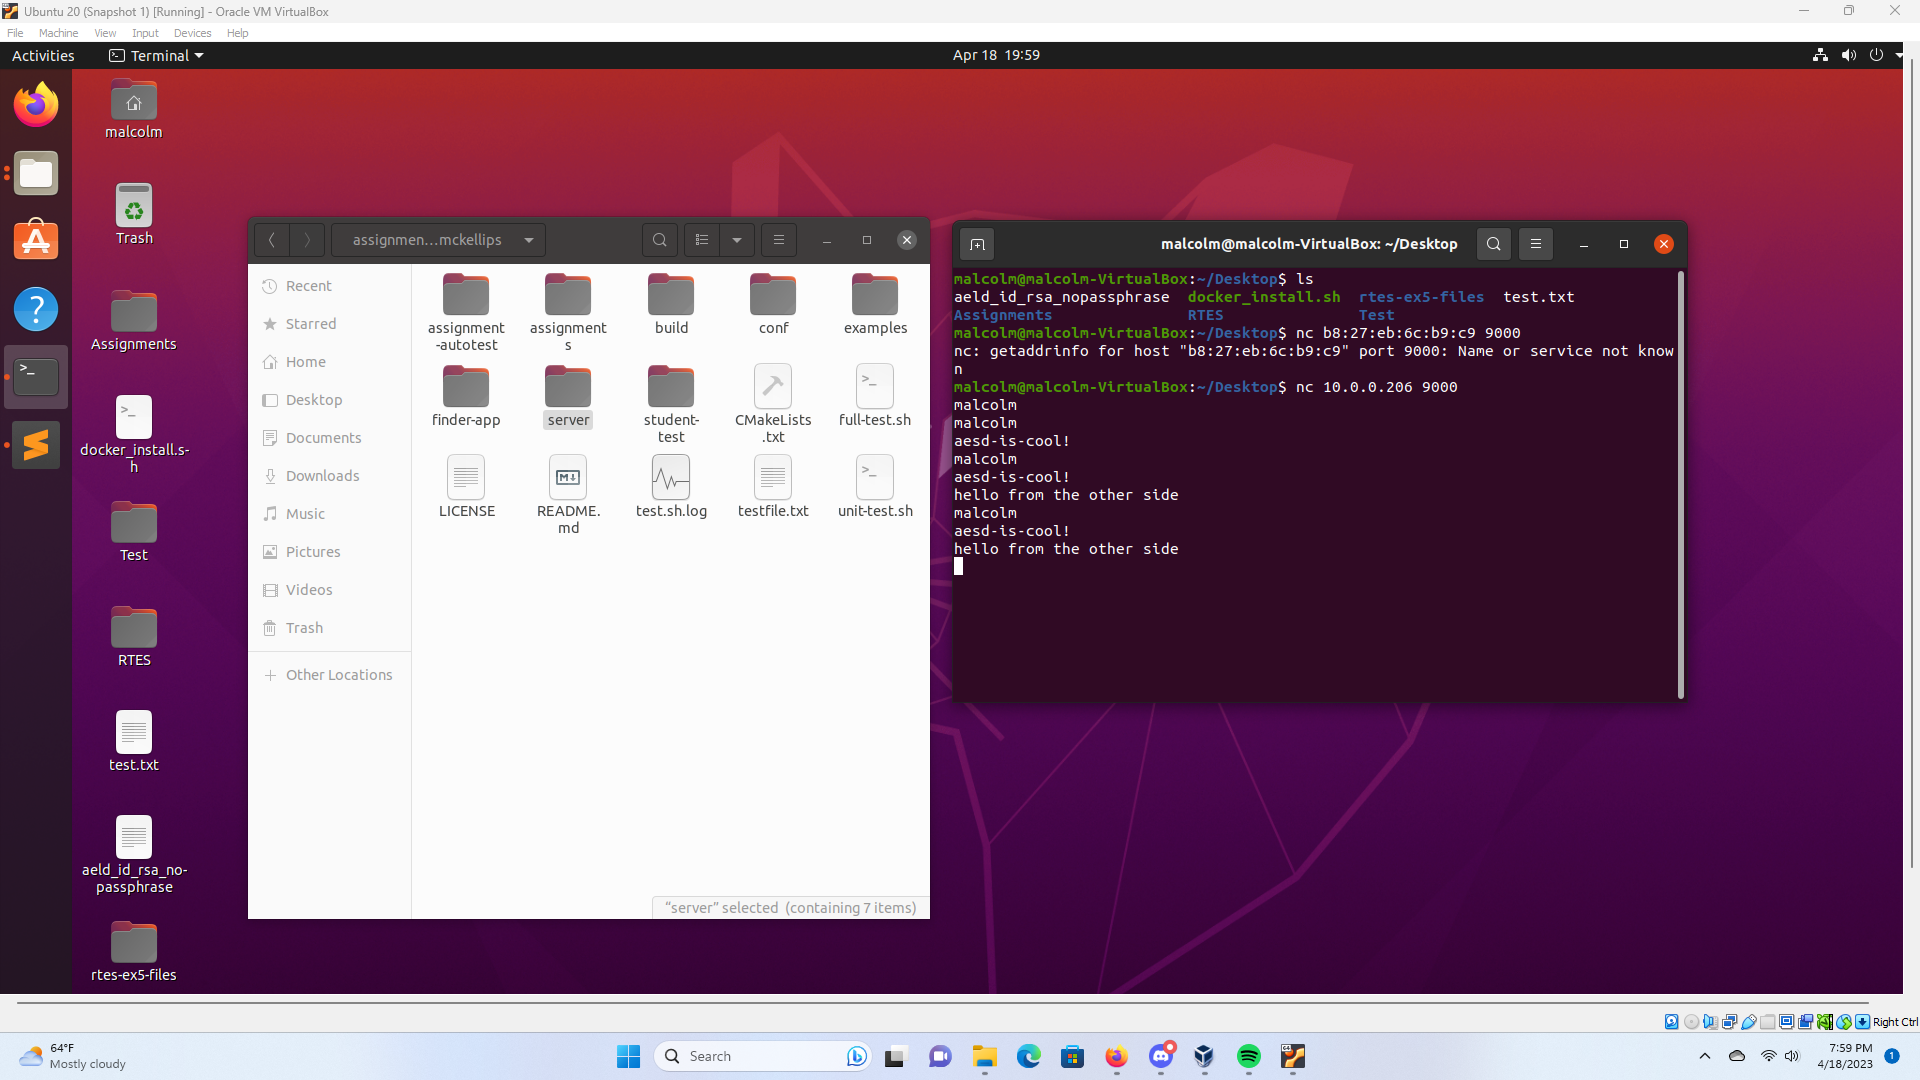 Ubuntu 20 (Snapshot 1) [Running] - Oracle VM VirtualBox
File Machine View Input Devices Help
Activities Terminal Apr 18 19:59
malcolm
Trash
Assignments
docker_install.s-
h
Test
RTES
test.txt
aeld_id_rsa_no-
passphrase
rtes-ex5-files
assignmen...mckellips
Recent
Starred
Home
Desktop
Documents
Downloads
Music
Pictures
Videos
Trash
Other Locations
assignment
-autotest
assignment
s
build
conf
examples
finder-app
server
student-
test
CMakeLists
.txt
full-test.sh
LICENSE
README.
md
test.sh.log
testfile.txt
unit-test.sh
"server" selected (containing 7 items)
malcolm@malcolm-VirtualBox: ~/Desktop
malcolm@malcolm-VirtualBox:~/Desktop$ ls
aeld_id_rsa_nopassphrase docker_install.sh rtes-ex5-files test.txt
Assignments RTES Test
malcolm@malcolm-VirtualBox:~/Desktop$ nc b8:27:eb:6c:b9:c9 9000
nc: getaddrinfo for host "b8:27:eb:6c:b9:c9" port 9000: Name or service not know
n
malcolm@malcolm-VirtualBox:~/Desktop$ nc 10.0.0.206 9000
malcolm
malcolm
aesd-is-cool!
malcolm
aesd-is-cool!
hello from the other side
malcolm
aesd-is-cool!
hello from the other side
Right Ctrl
64°F
Mostly cloudy
Search
7:59 PM
4/18/2023
1